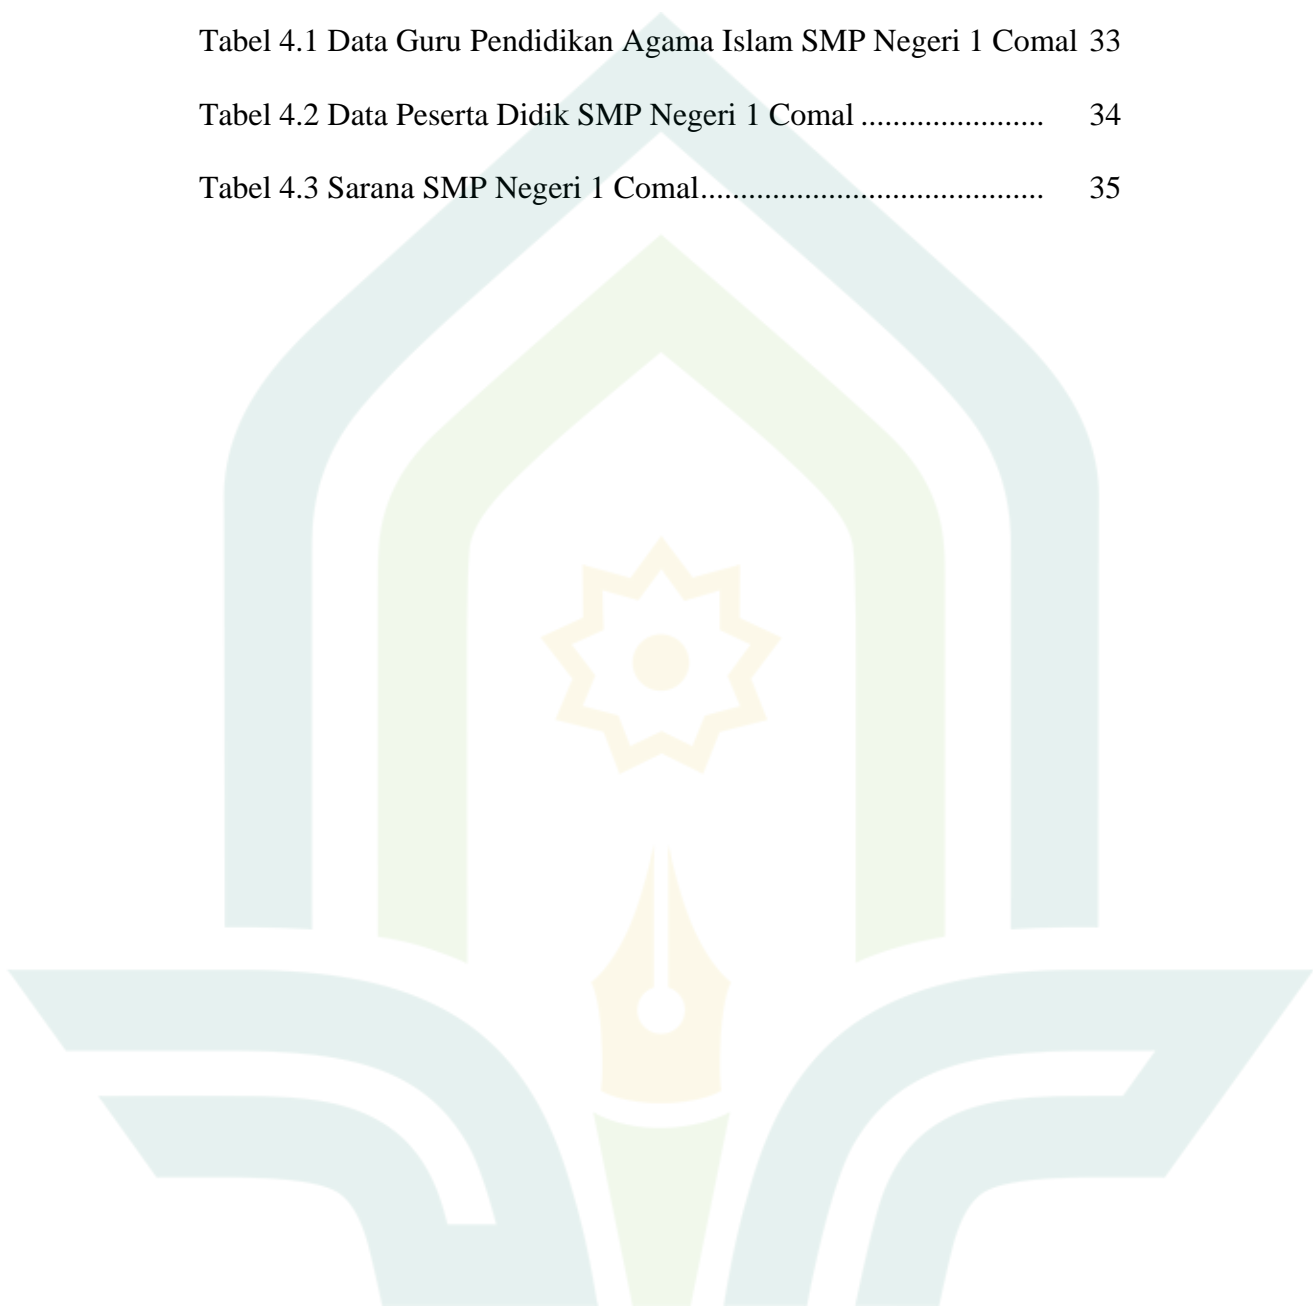 Tabel 4.1 Data Guru Pendidikan Agama Islam SMP Negeri 1 Comal 33
Tabel 4.2 Data Peserta Didik SMP Negeri 1 Comal ....................... 34
Tabel 4.3 Sarana SMP Negeri 1 Comal........................................... 35